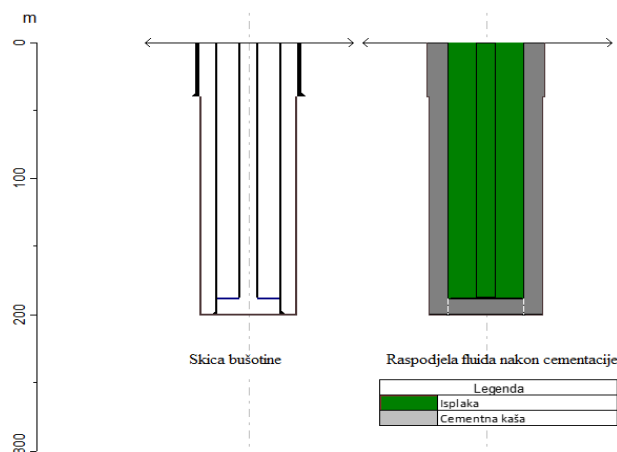 m
0
100
200
300
Skica bušotine
Raspodjela fluida nakon cementacije
Legenda
Isplaka
Cementna kaša